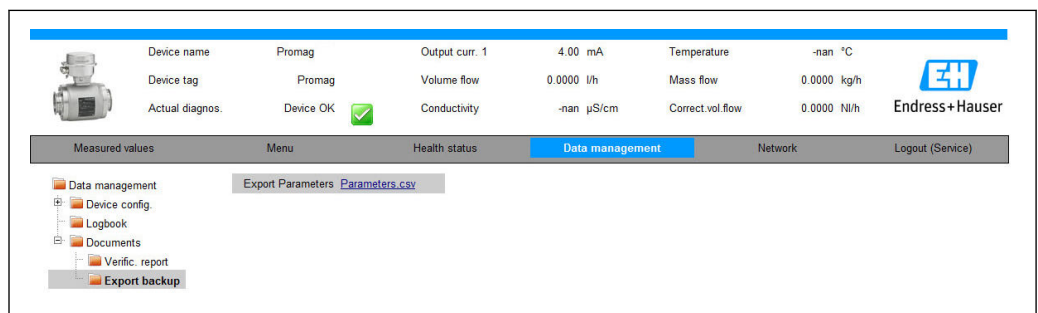 Device name Promag Output curr. 1 4.00 mA Temperature -nan °C
Device tag Promag Volume flow 0.0000 l/h Mass flow 0.0000 kg/h
Actual diagnos. Device OK Conductivity -nan µS/cm Correct.vol.flow 0.0000 Nl/h
EH
Endress+Hauser
Measured values Menu Health status Data management Network Logout (Service)
Data management Export Parameters Parameters.csv
Device config.
Logbook
Documents
Verific. report
Export backup